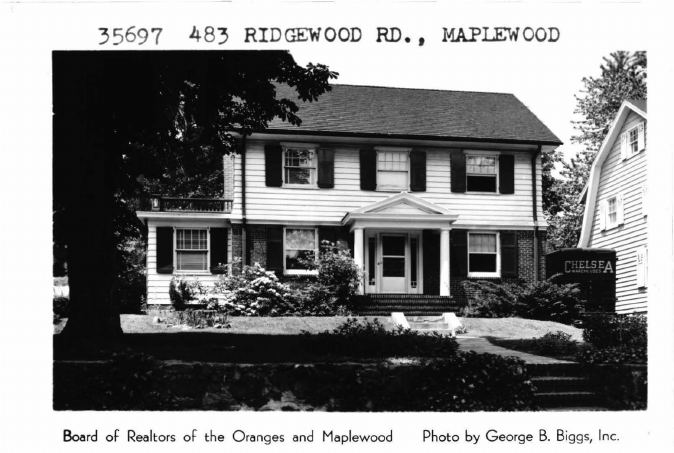 35697 483 RIDGEWOOD RD., MAPLEWOOD
CHELSEA
WAREHOUSES
Board of Realtors of the Oranges and Maplewood Photo by George B. Biggs, Inc.